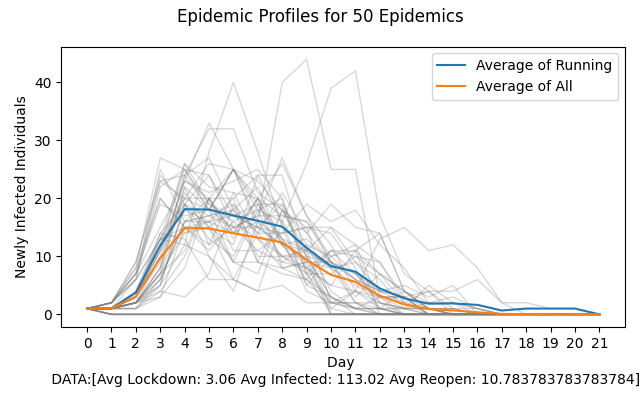 Epidemic Profiles for 50 Epidemics
Average of Running
Average of All
Newly Infected Individuals
40
30
20
10
0
0 1 2 3 4 5 6 7 8 9 10 11 12 13 14 15 16 17 18 19 20 21
Day
DATA:[Avg Lockdown: 3.06 Avg Infected: 113.02 Avg Reopen: 10.783783783783784]